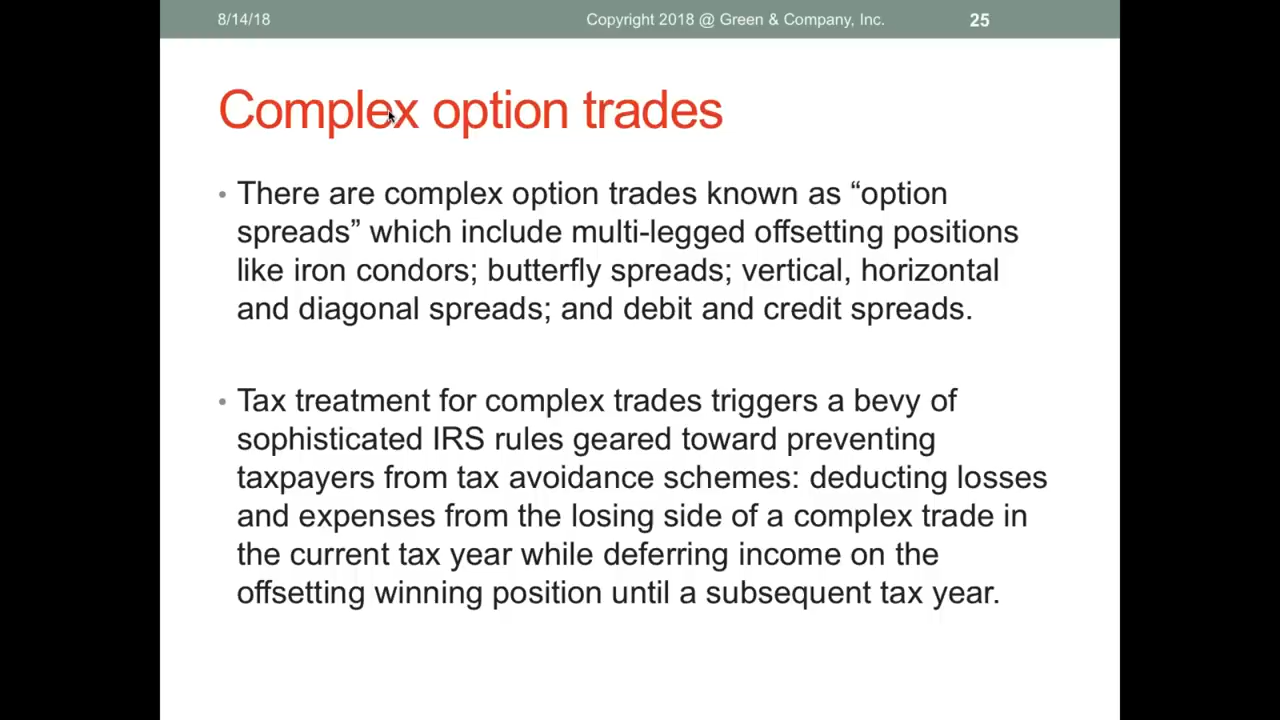 8/14/18 Copyright 2018 @ Green & Company, Inc. 25
Complex option trades
• There are complex option trades known as “option
spreads” which include multi-legged offsetting positions
like iron condors; butterfly spreads; vertical, horizontal
and diagonal spreads; and debit and credit spreads.
• Tax treatment for complex trades triggers a bevy of
sophisticated IRS rules geared toward preventing
taxpayers from tax avoidance schemes: deducting losses
and expenses from the losing side of a complex trade in
the current tax year while deferring income on the
offsetting winning position until a subsequent tax year.